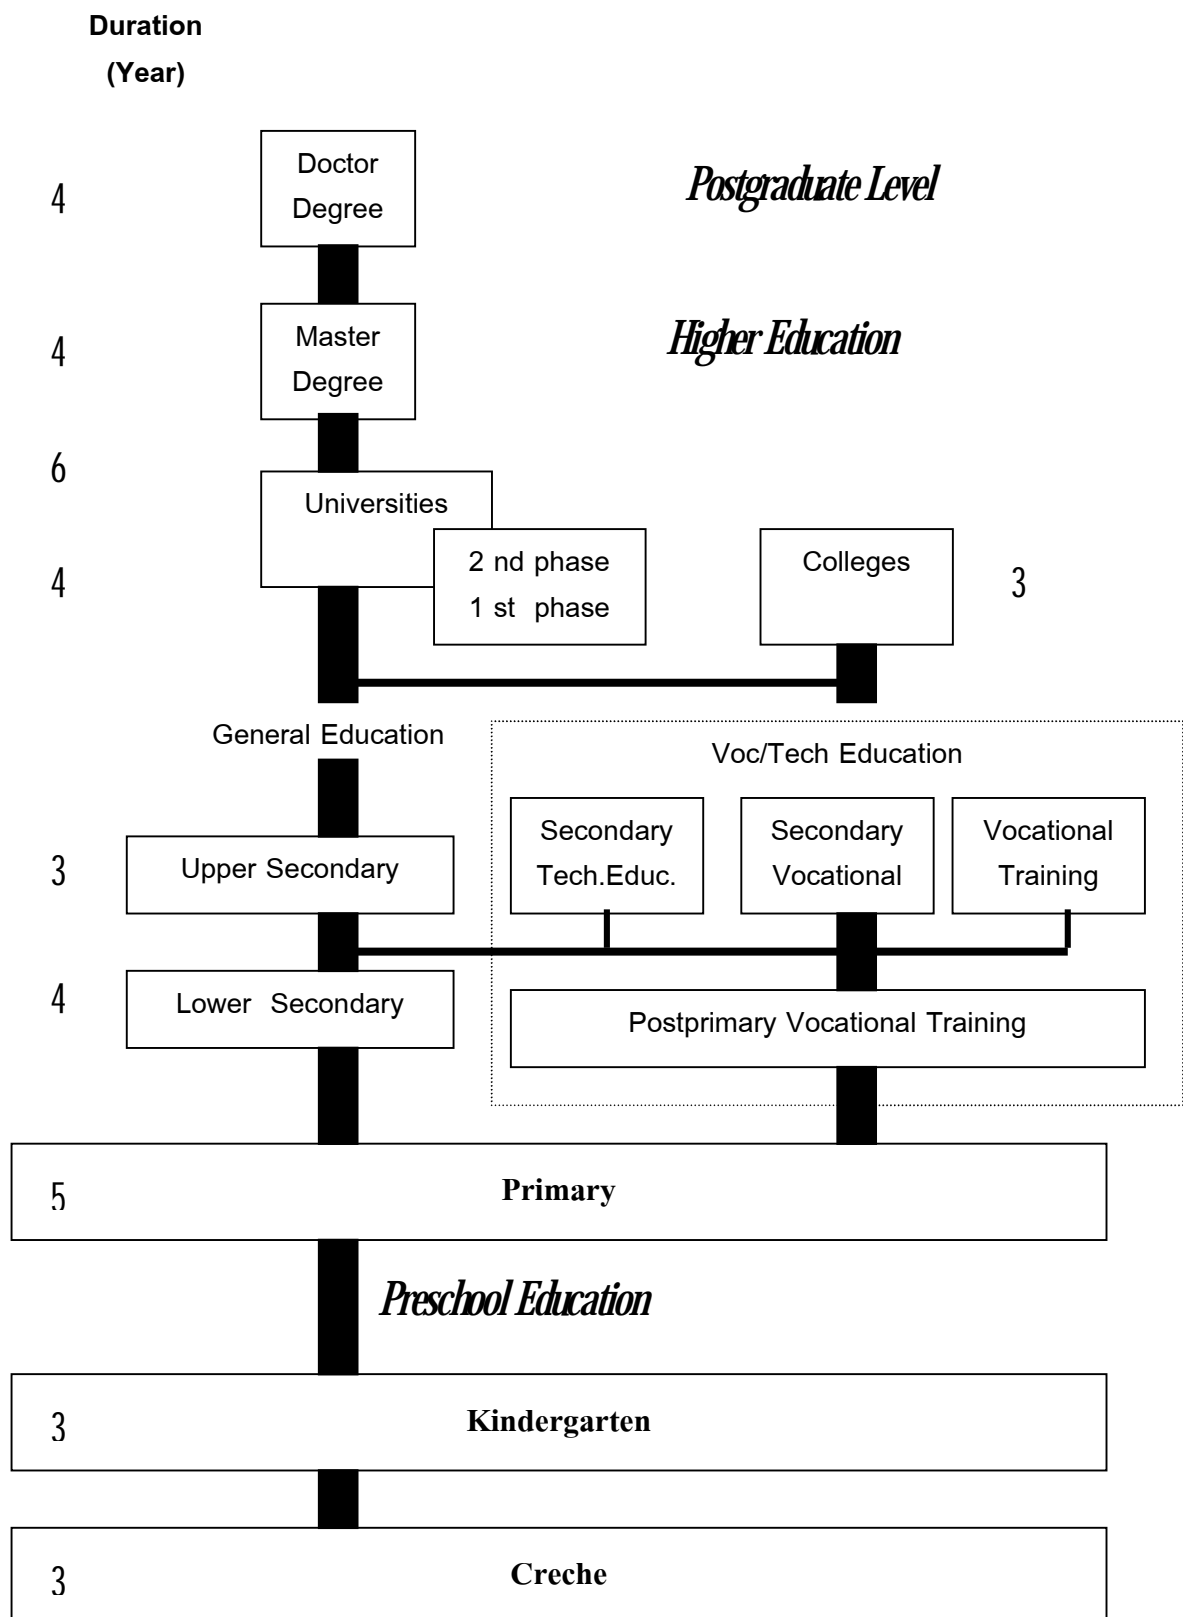 Duration
(Year)
Doctor
Degree
4
Postgraduate Level
Master
Degree
4
Higher Education
6
Universities
2 nd phase
1 st phase
4
Colleges
3
General Education
Voc/Tech Education
Secondary
Tech.Educ.
Secondary
Vocational
Vocational
Training
3
Upper Secondary
4
Lower Secondary
Postprimary Vocational Training
5
Primary
Preschool Education
3
Kindergarten
3
Creche